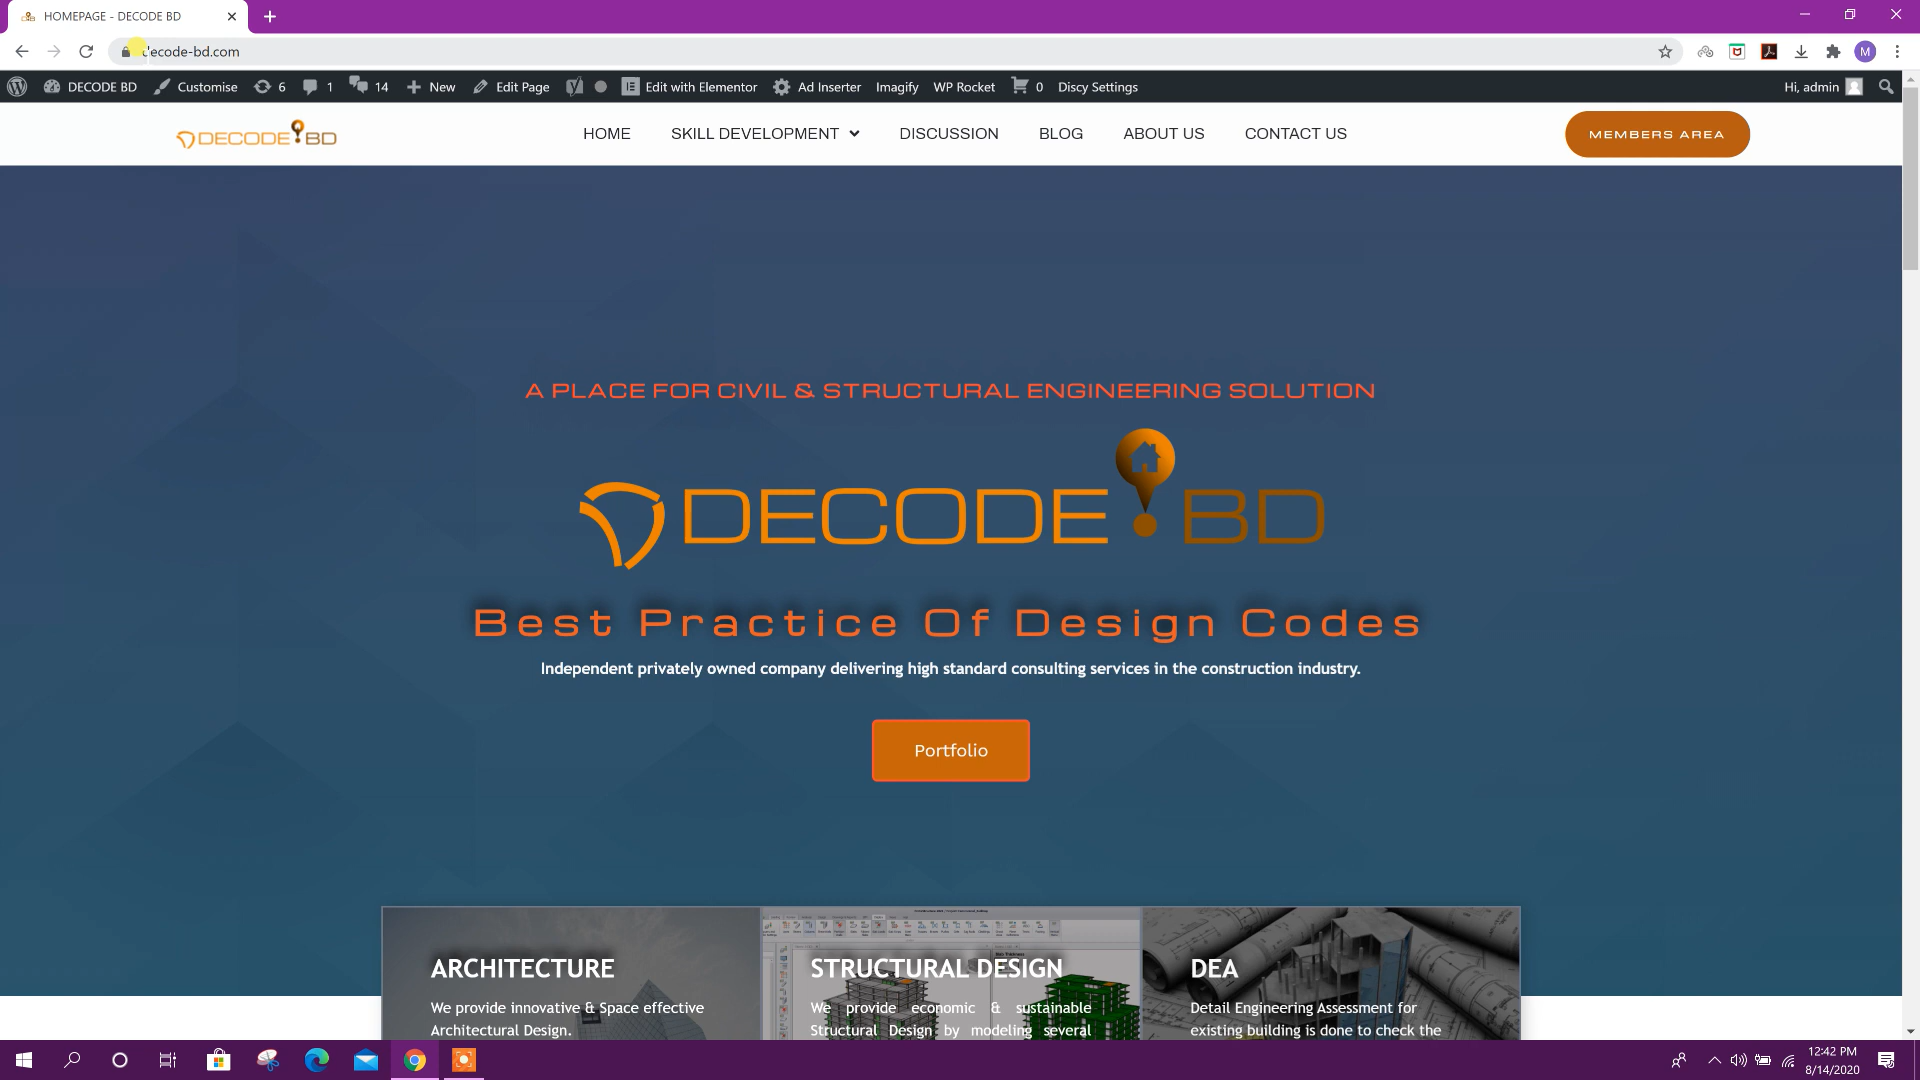 HOMEPAGE - DECODE BD
decode-bd.com
M
DECODE BD Customise 6 1 14 New Edit Page Edit with Elementor Ad Inserter Imagify WP Rocket 0 Discy Settings Hi, admin
DECODE BD HOME SKILL DEVELOPMENT DISCUSSION BLOG ABOUT US CONTACT US MEMBERS AREA
A PLACE FOR CIVIL & STRUCTURAL ENGINEERING SOLUTION
DECODE BD
Best Practice Of Design Codes
Independent privately owned company delivering high standard consulting services in the construction industry.
Portfolio
ARCHITECTURE
We provide innovative & Space effective
Architectural Design.
STRUCTURAL DESIGN
We provide economic & sustainable
Structural Design by modeling several
DEA
Detail Engineering Assessment for
existing building is done to check the
12:42 PM
8/14/2020